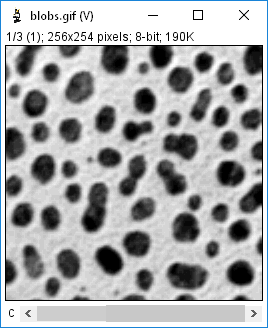 blobs.gif (V)
1/3 (1); 256x254 pixels; 8-bit; 190K
C